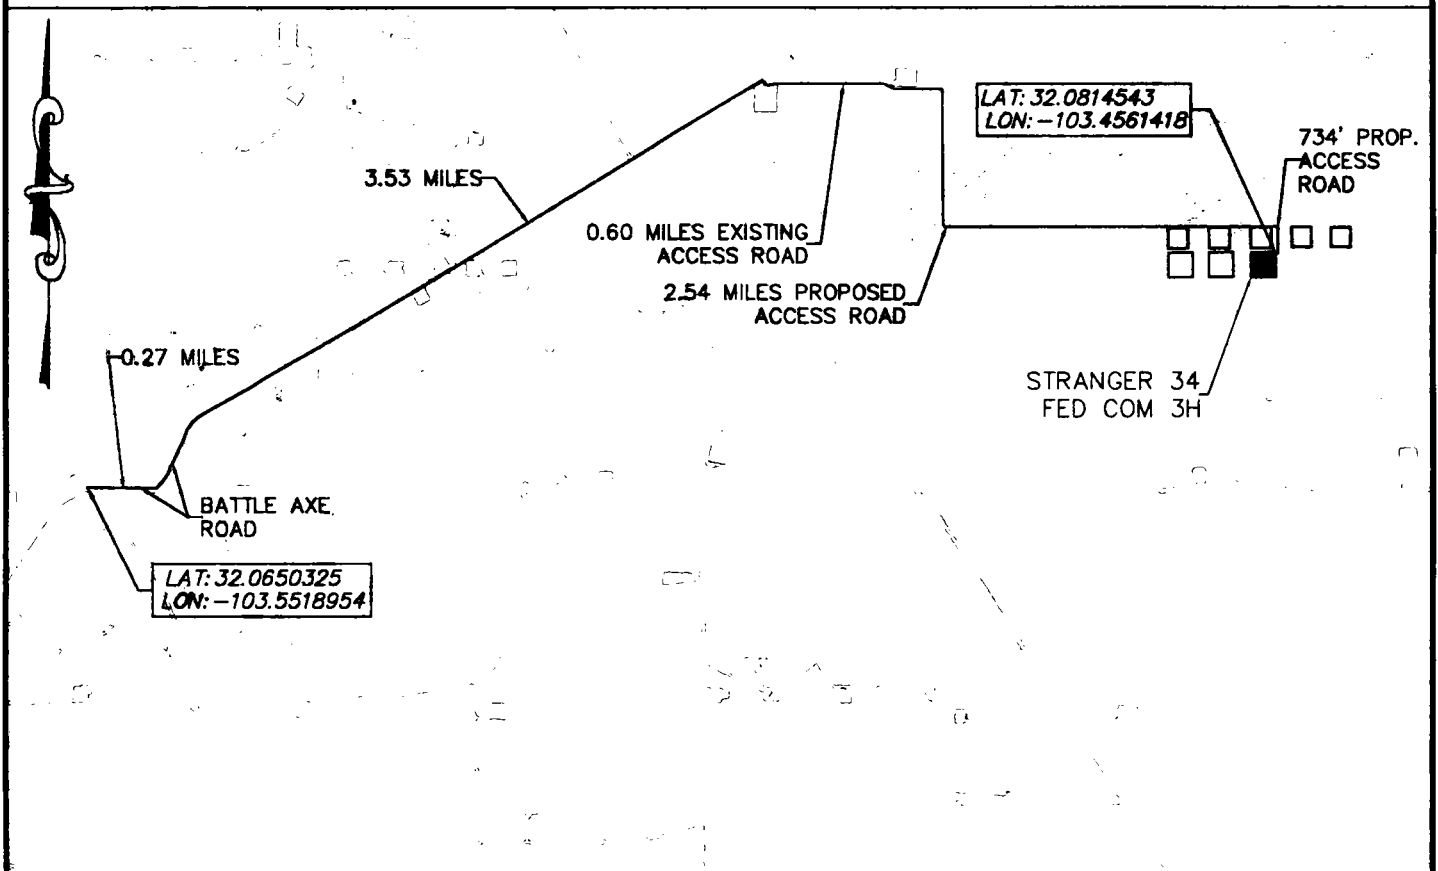 LAT: 32.0814543
LON: -103.4561418
734' PROP.
ACCESS
ROAD
3.53 MILES
0.60 MILES EXISTING
ACCESS ROAD
2.54 MILES PROPOSED
ACCESS ROAD
0.27 MILES
STRANGER 34
FED COM 3H
BATTLE AXE
ROAD
LAT: 32.0650325
LON: -103.5518954